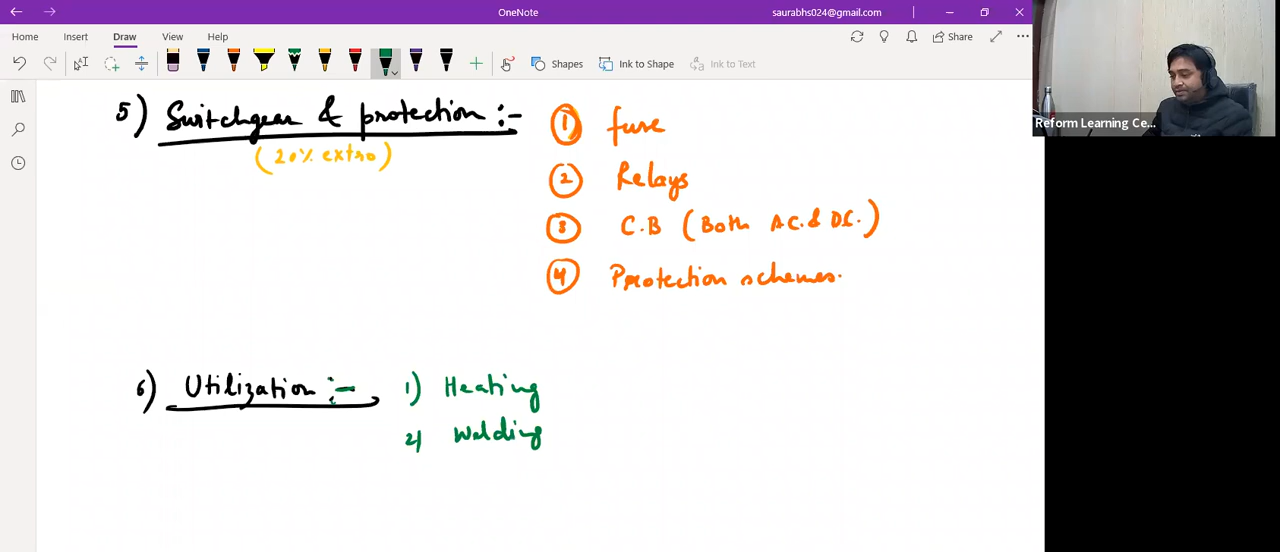 OneNote
saurabhs024@gmail.com
Home Insert Draw View Help
Share
Shapes
Ink to Shape
Ink to Text
Reform Learning Ce...
5) Switchgear & protection :-
(20% extra)
1 fuse
2 Relays
3 C.B (Both A.C. & D.C.)
4 Protection schemes.
6) Utilization :-
1) Heating
2) Welding